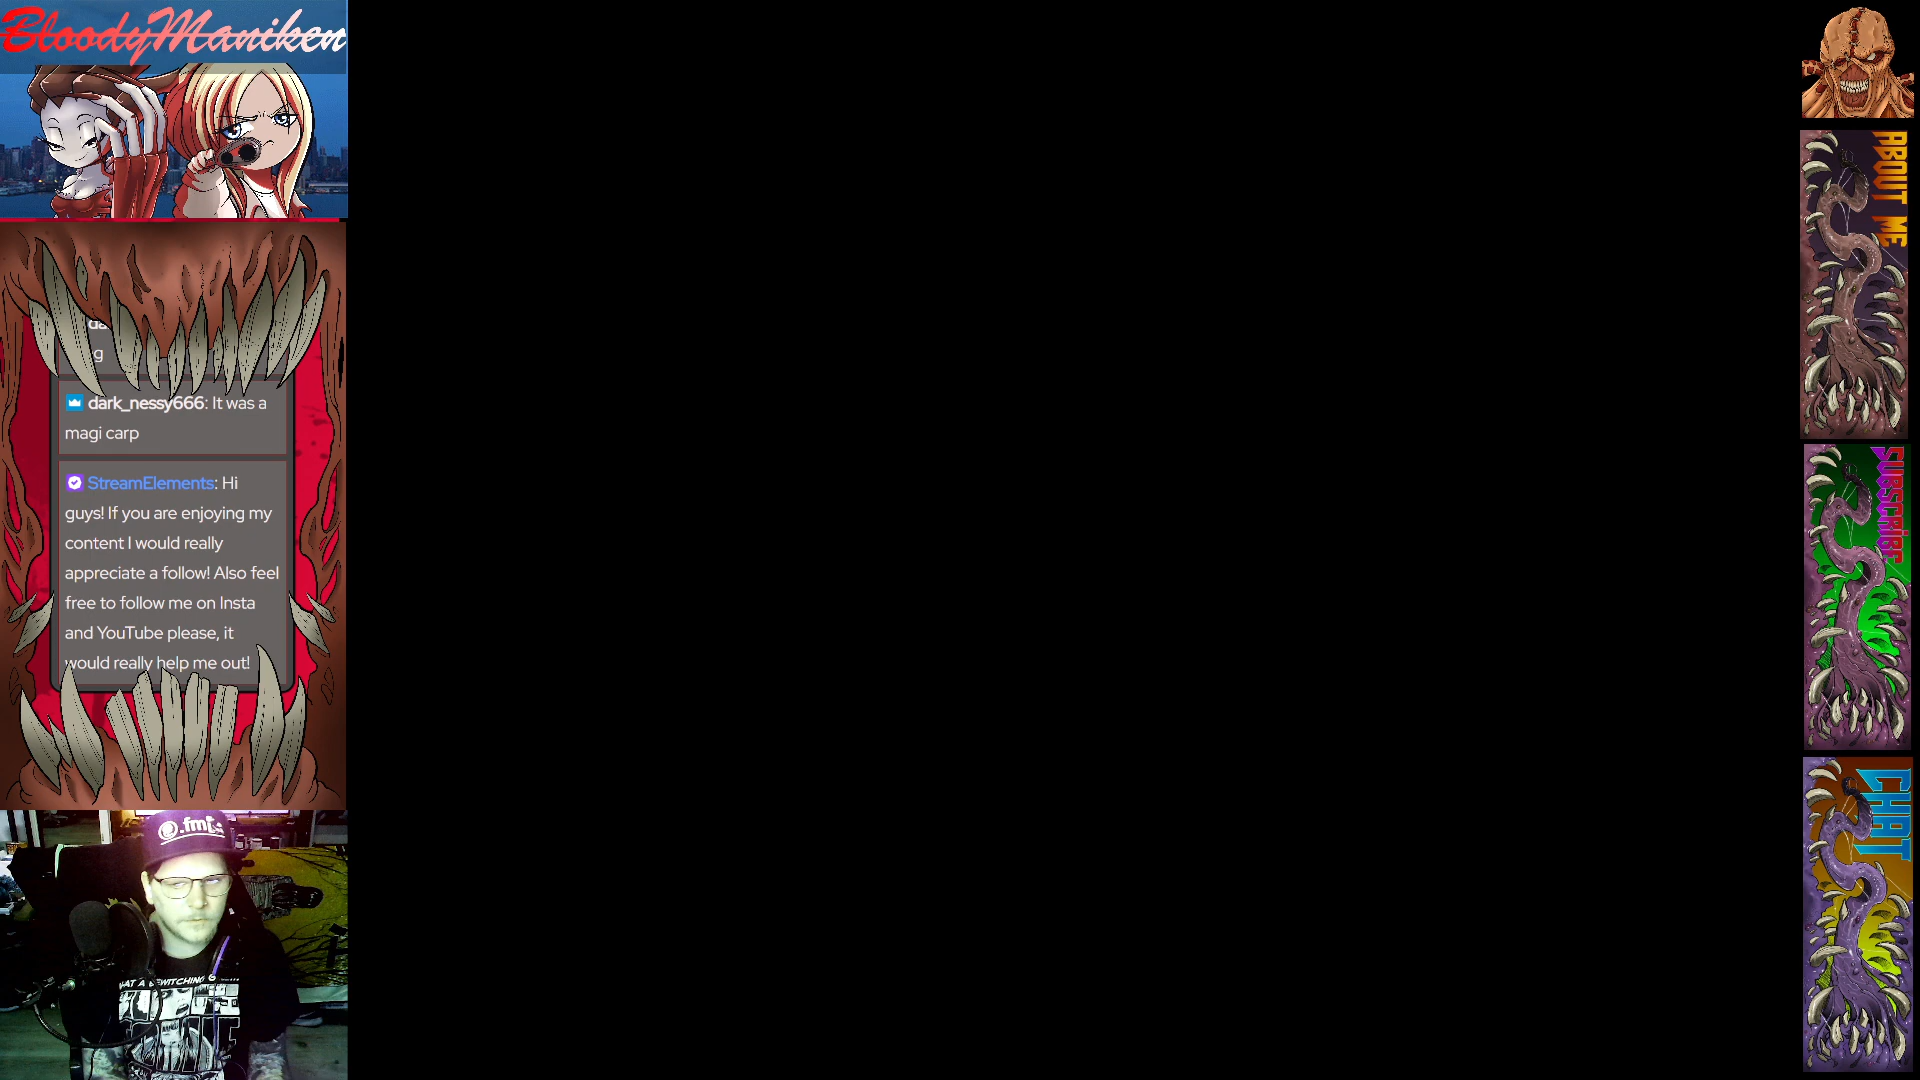 BloodyManiken
da
g
dark_nessy666: It was a
magi carp
StreamElements: Hi
guys! If you are enjoying my
content I would really
appreciate a follow! Also feel
free to follow me on Insta
and YouTube please, it
would really help me out!
ABOUT ME
SUBSCRIBE
CHAT